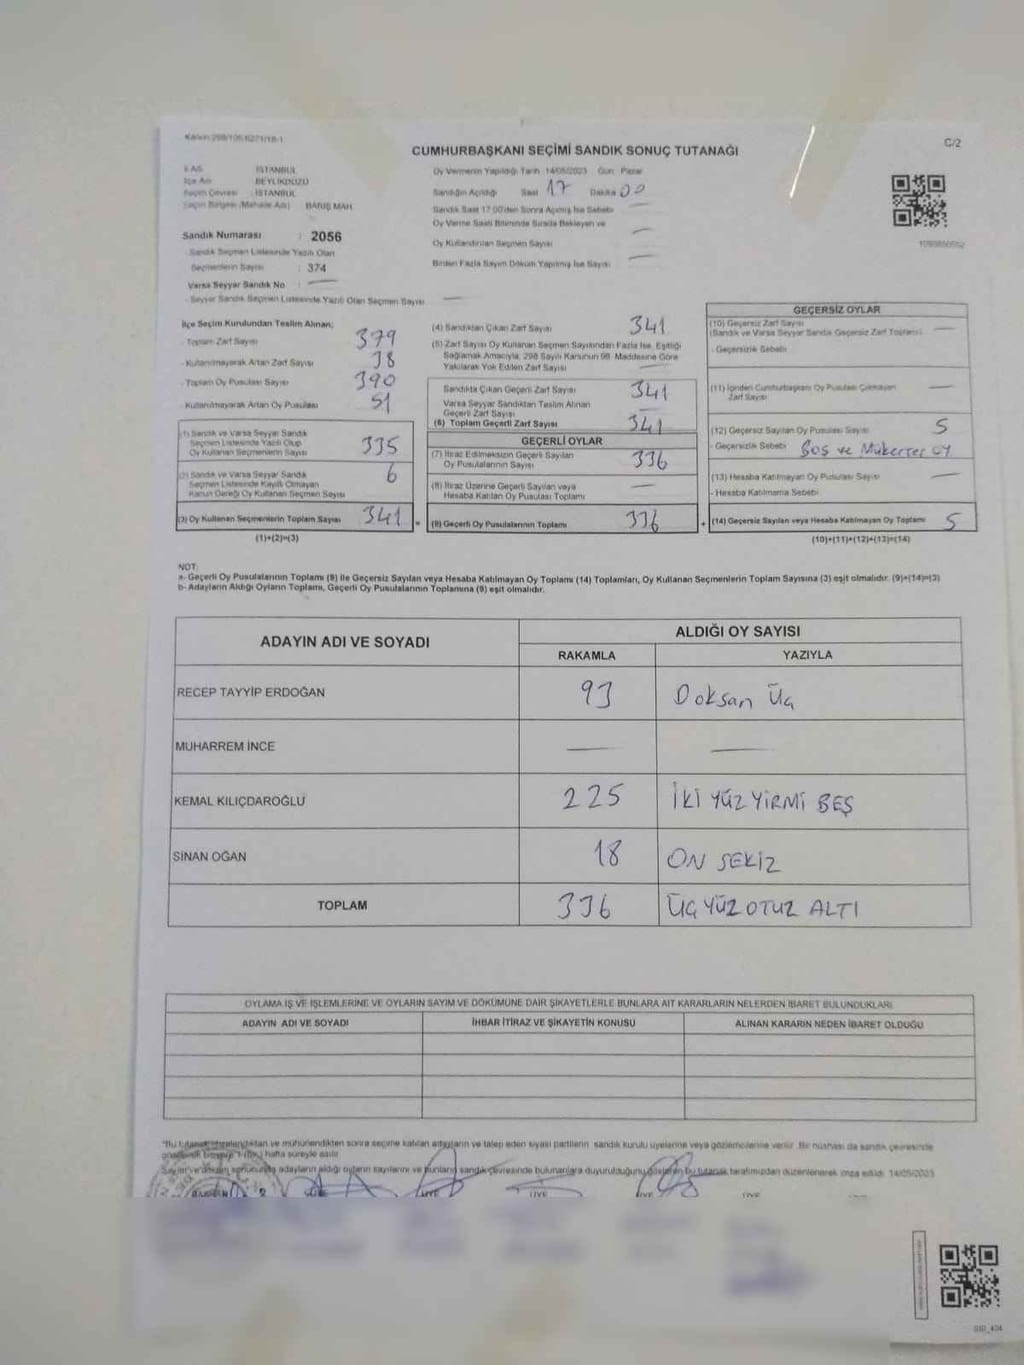 C/2
CUMHURBAŞKANI SEÇİMİ SANDIK SONUÇ TUTANAĞI
İli Adı : İSTANBUL
İlçe Adı : BEYLİKDÜZÜ
Seçim Çevresi : İSTANBUL
Seçim Bölgesi (Mahalle Adı) : BARIŞ MAH.
Sandık Numarası : 2056
Sandık Seçmen Listesinde Yazılı Olan
Seçmenlerin Sayısı : 374
Varsa Seyyar Sandık No : —
- Seyyar Sandık Seçmen Listesinde Yazılı Olan Seçmen Sayısı —
Oy Vermenin Yapıldığı Tarih 14/05/2023 Gün: Pazar
Sandığın Açıldığı Saat 17 Dakika 00
Sandık Saat 17:00'den Sonra Açılmış İse Sebebi —
Oy Verme Saati Bitiminde Sırada Bekleyen ve
Oy Kullandırılan Seçmen Sayısı —
Birden Fazla Sayım Döküm Yapılmış İse Sayısı —
İlçe Seçim Kurulundan Teslim Alınan;
- Toplam Zarf Sayısı 379
- Kullanılmayarak Artan Zarf Sayısı 38
- Toplam Oy Pusulası Sayısı 390
- Kullanılmayarak Artan Oy Pusulası 51
(1) Sandık ve Varsa Seyyar Sandık
Seçmen Listesinde Yazılı Olup
Oy Kullanan Seçmenlerin Sayısı 335
(2) Sandık ve Varsa Seyyar Sandık
Seçmen Listesinde Kayıtlı Olmayan
Kanun Gereği Oy Kullanan Seçmen Sayısı 6
(3) Oy Kullanan Seçmenlerin Toplam Sayısı 341 =
(1)+(2)=(3)
(4) Sandıktan Çıkan Zarf Sayısı 341
(5) Zarf Sayısı Oy Kullanan Seçmen Sayısından Fazla İse, Eşitliği
Sağlamak Amacıyla, 298 Sayılı Kanunun 98. Maddesine Göre
Yakılarak Yok Edilen Zarf Sayısı —
Sandıkta Çıkan Geçerli Zarf Sayısı 341
Varsa Seyyar Sandıktan Teslim Alınan
Geçerli Zarf Sayısı —
(6) Toplam Geçerli Zarf Sayısı 341
GEÇERLİ OYLAR
(7) İtiraz Edilmeksizin Geçerli Sayılan
Oy Pusulalarının Sayısı 336
(8) İtiraz Üzerine Geçerli Sayılan veya
Hesaba Katılan Oy Pusulası Toplamı —
(9) Geçerli Oy Pusulalarının Toplamı 336 +
GEÇERSİZ OYLAR
(10) Geçersiz Zarf Sayısı
(Sandık ve Varsa Seyyar Sandık Geçersiz Zarf Toplamı) —
- Geçersizlik Sebebi
(11) İçinden Cumhurbaşkanı Oy Pusulası Çıkmayan
Zarf Sayısı —
(12) Geçersiz Sayılan Oy Pusulası Sayısı 5
- Geçersizlik Sebebi Boş ve Mükerrer oy
(13) Hesaba Katılmayan Oy Pusulası Sayısı —
- Hesaba Katılmama Sebebi
(14) Geçersiz Sayılan veya Hesaba Katılmayan Oy Toplamı 5
(10)+(11)+(12)+(13)=(14)
NOT:
a- Geçerli Oy Pusulalarının Toplamı (9) ile Geçersiz Sayılan veya Hesaba Katılmayan Oy Toplamı (14) Toplamları, Oy Kullanan Seçmenlerin Toplam Sayısına (3) eşit olmalıdır. (9)+(14)=(3)
b- Adayların Aldığı Oyların Toplamı, Geçerli Oy Pusulalarının Toplamına (9) eşit olmalıdır.
ADAYIN ADI VE SOYADI ALDIĞI OY SAYISI
RAKAMLA YAZIYLA
RECEP TAYYİP ERDOĞAN 93 Doksan Üç
MUHARREM İNCE — —
KEMAL KILIÇDAROĞLU 225 İKİ YÜZ YİRMİ BEŞ
SİNAN OĞAN 18 ON SEKİZ
TOPLAM 336 ÜÇ YÜZ OTUZ ALTI
OYLAMA İŞ VE İŞLEMLERİNE VE OYLARIN SAYIM VE DÖKÜMÜNE DAİR ŞİKAYETLERLE BUNLARA AİT KARARLARIN NELERDEN İBARET BULUNDUKLARI
ADAYIN ADI VE SOYADI İHBAR İTİRAZ VE ŞİKAYETİN KONUSU ALINAN KARARIN NEDEN İBARET OLDUĞU
"Bu tutanak imzalandıktan ve mühürlendikten sonra seçime katılan adayların ve talep eden siyasi partilerin sandık kurulu üyelerine veya gözlemcilerine verilir. Bir nüshası da sandık çevresinde
hafta süreyle asılır.
adayların aldığı oyların sayılarını ve bunların sandık çevresinde bulunanlara duyurulduğunu gösteren bu tutanak tarafımızdan düzenlenerek imza edildi. 14/05/2023
BAŞKAN ÜYE ÜYE ÜYE ÜYE